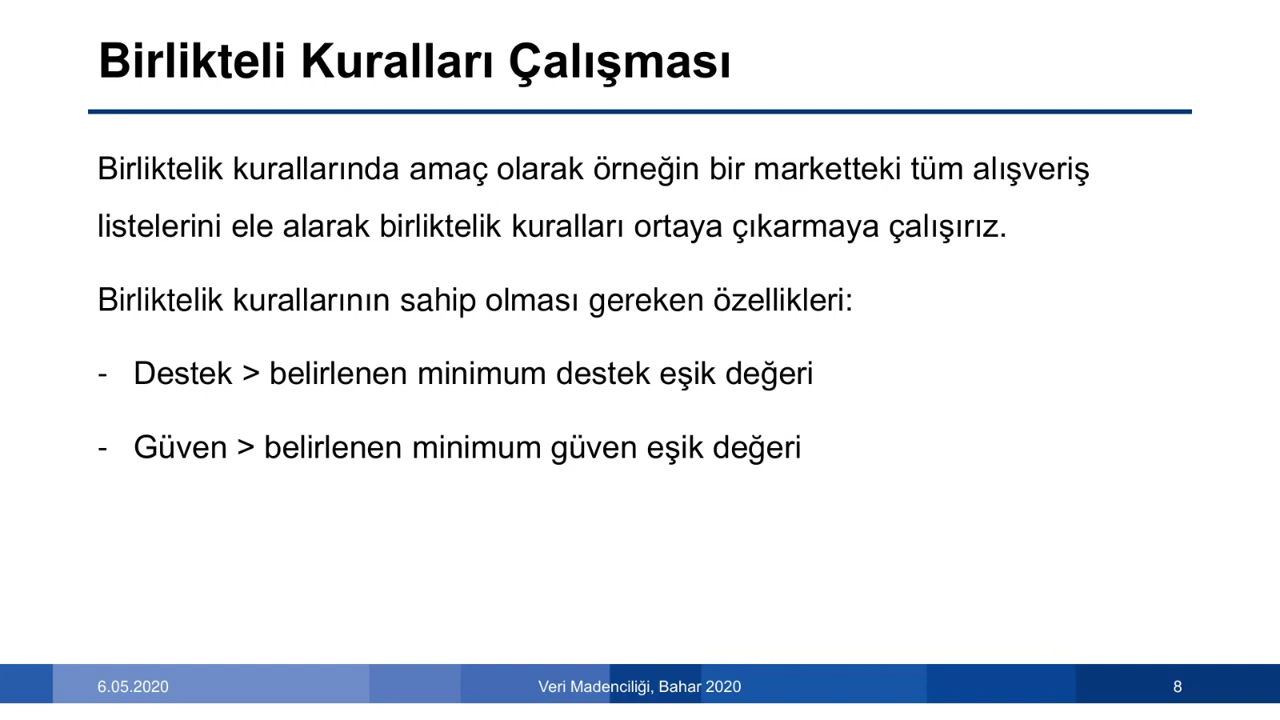 Birlikteli Kuralları Çalışması
Birliktelik kurallarında amaç olarak örneğin bir marketteki tüm alışveriş
listelerini ele alarak birliktelik kuralları ortaya çıkarmaya çalışırız.
Birliktelik kurallarının sahip olması gereken özellikleri:
- Destek > belirlenen minimum destek eşik değeri
- Güven > belirlenen minimum güven eşik değeri
6.05.2020
Veri Madenciliği, Bahar 2020
8